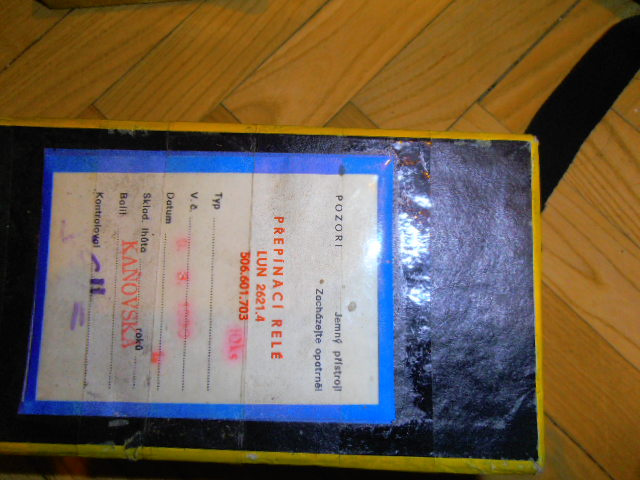 POZOR! Jemný přístroj!
Zacházejte opatrně!
PŘEPÍNACÍ RELÉ
LUN 2621.4
506.601.703
Typ
V. č.
Datum
Sklad. lhůta roků
Balil KANOVSKÁ
Kontroloval